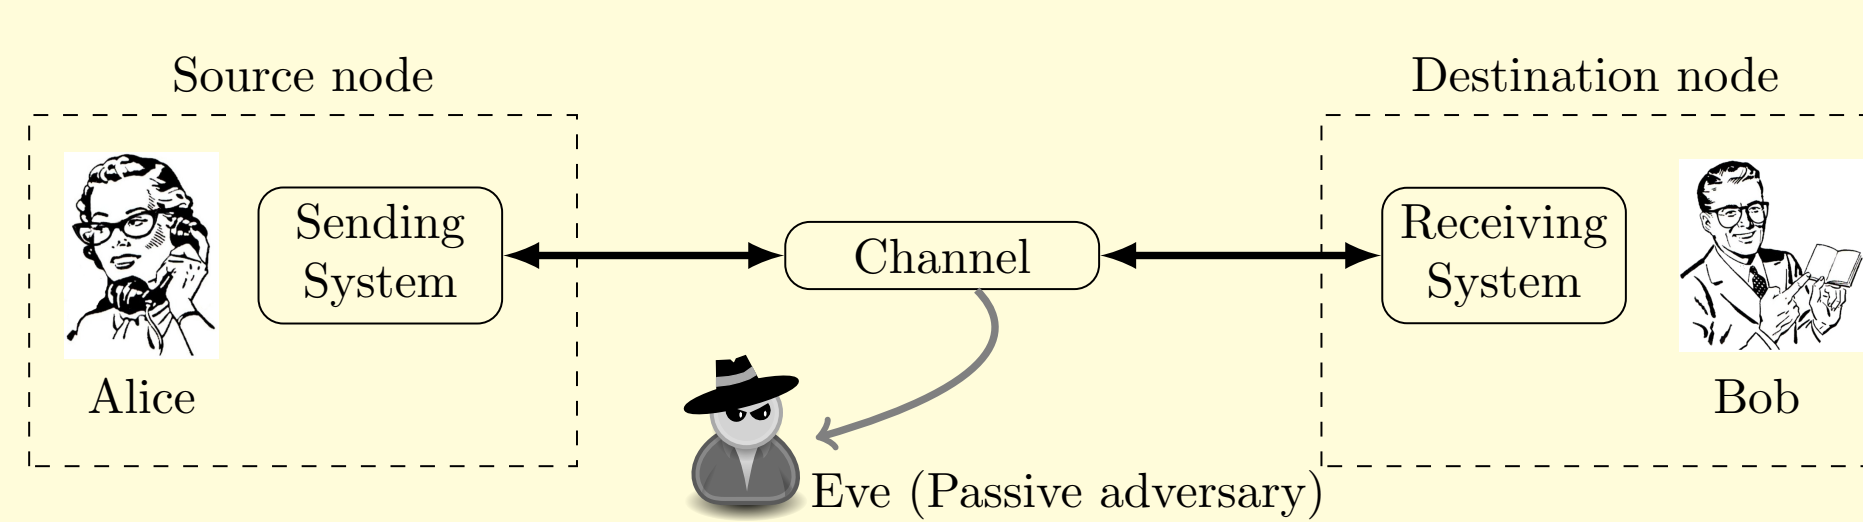 Source node
Destination node
Sending
System
Channel
Receiving
System
Alice
Bob
Eve (Passive adversary)